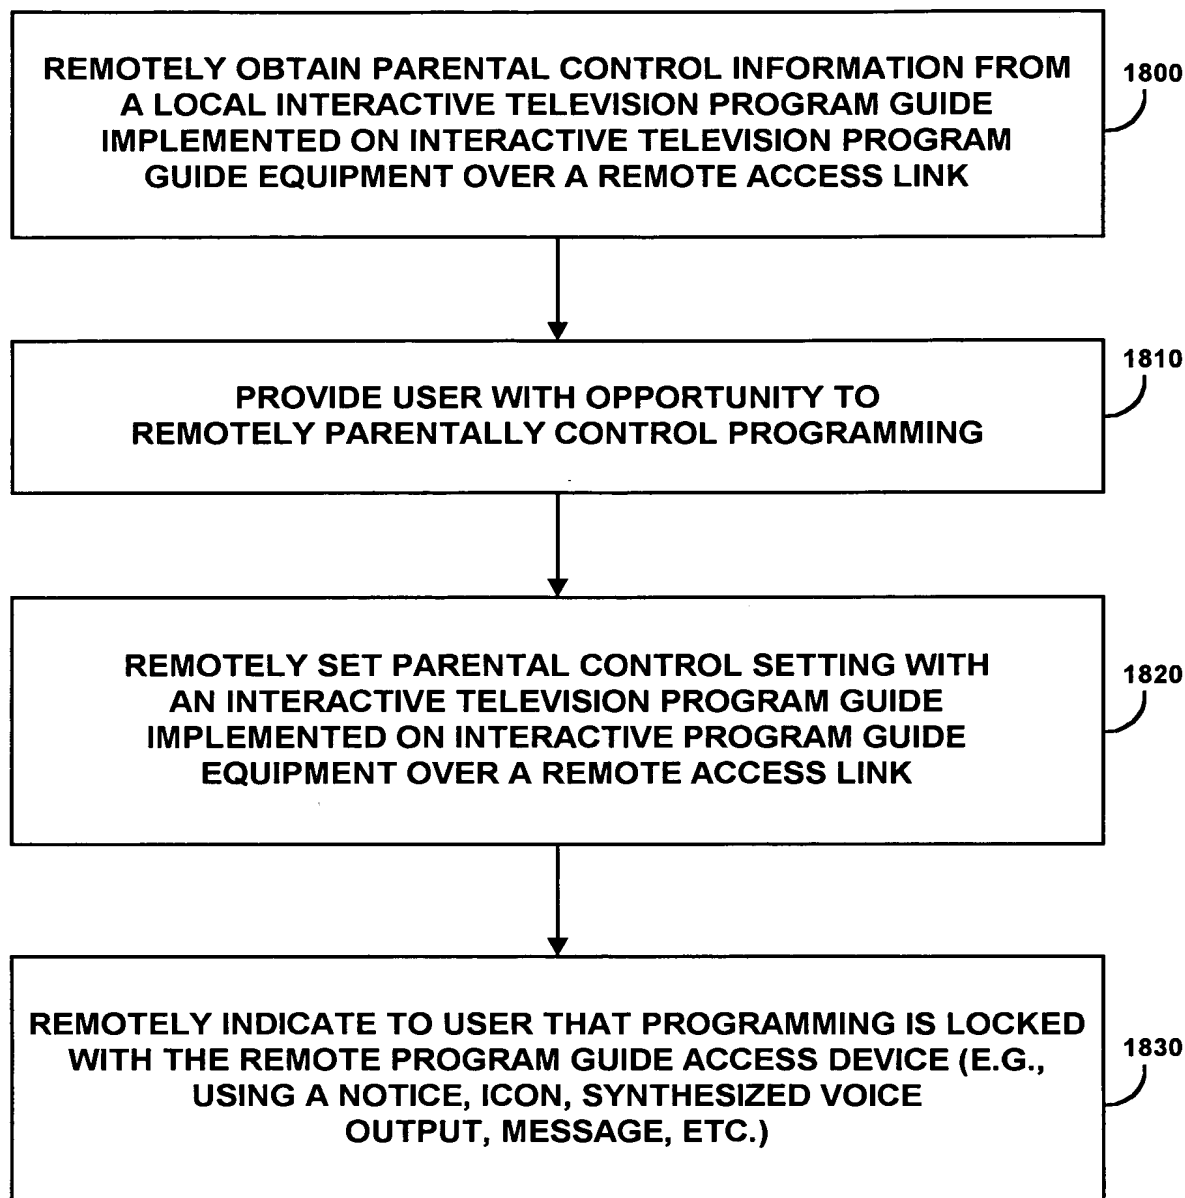 REMOTELY OBTAIN PARENTAL CONTROL INFORMATION FROM
A LOCAL INTERACTIVE TELEVISION PROGRAM GUIDE
IMPLEMENTED ON INTERACTIVE TELEVISION PROGRAM
GUIDE EQUIPMENT OVER A REMOTE ACCESS LINK
1800
PROVIDE USER WITH OPPORTUNITY TO
REMOTELY PARENTALLY CONTROL PROGRAMMING
1810
REMOTELY SET PARENTAL CONTROL SETTING WITH
AN INTERACTIVE TELEVISION PROGRAM GUIDE
IMPLEMENTED ON INTERACTIVE PROGRAM GUIDE
EQUIPMENT OVER A REMOTE ACCESS LINK
1820
REMOTELY INDICATE TO USER THAT PROGRAMMING IS LOCKED
WITH THE REMOTE PROGRAM GUIDE ACCESS DEVICE (E.G.,
USING A NOTICE, ICON, SYNTHESIZED VOICE
OUTPUT, MESSAGE, ETC.)
1830